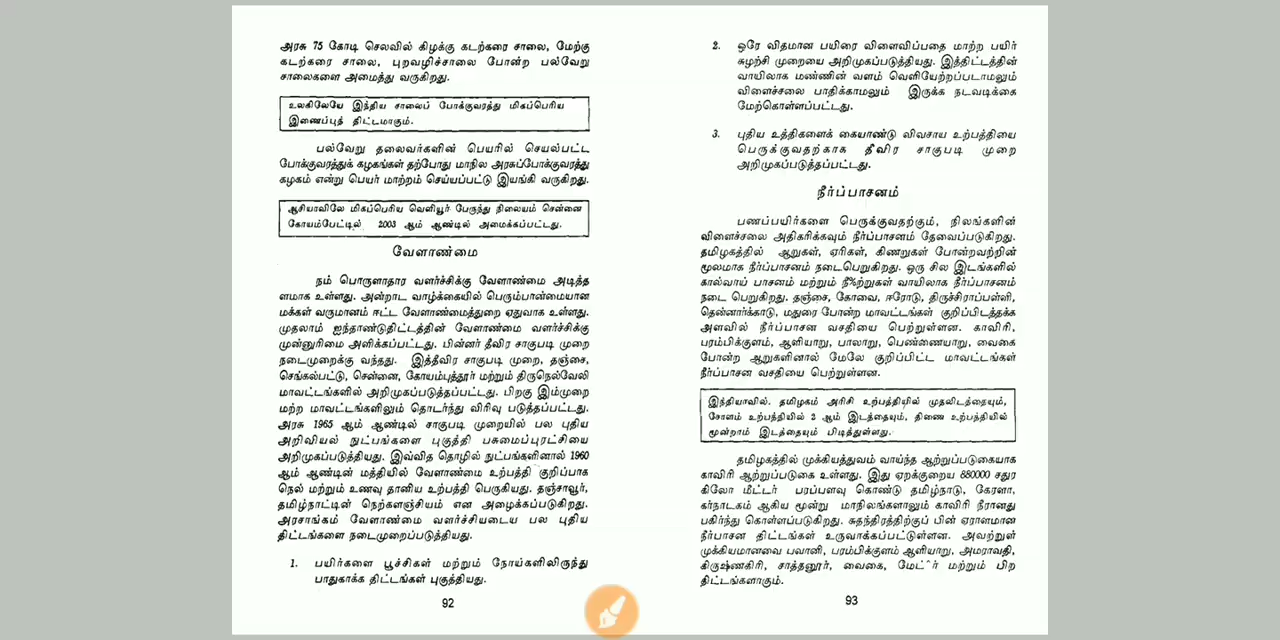 அரசு 75 கோடி செலவில் கிழக்கு கடற்கரை சாலை, மேற்கு
கடற்கரை சாலை, புறவழிச்சாலை போன்ற பல்வேறு
சாலைகளை அமைத்து வருகிறது.
உலகிலேயே இந்திய சாலைப் போக்குவரத்து மிகப்பெரிய
இணைப்புத் திட்டமாகும்.
பல்வேறு தலைவர்களின் பெயரில் செயல்பட்ட
போக்குவரத்துக் கழகங்கள் தற்போது மாநில அரசுப்போக்குவரத்து
கழகம் என்று பெயர் மாற்றம் செய்யப்பட்டு இயங்கி வருகிறது.
ஆசியாவிலே மிகப்பெரிய வெளியூர் பேருந்து நிலையம் சென்னை
கோயம்பேட்டில் 2003 ஆம் ஆண்டில் அமைக்கப்பட்டது.
வேளாண்மை
நம் பொருளாதார வளர்ச்சிக்கு வேளாண்மை அடித்த
ளமாக உள்ளது. அன்றாட வாழ்க்கையில் பெரும்பான்மையான
மக்கள் வருமானம் ஈட்ட வேளாண்மைத்துறை ஏதுவாக உள்ளது.
முதலாம் ஐந்தாண்டுதிட்டத்தின் வேளாண்மை வளர்ச்சிக்கு
முன்னுரிமை அளிக்கப்பட்டது. பின்னர் தீவிர சாகுபடி முறை
நடைமுறைக்கு வந்தது. இத்தீவிர சாகுபடி முறை, தஞ்சை,
செங்கல்பட்டு, சென்னை, கோயம்புத்தூர் மற்றும் திருநெல்வேலி
மாவட்டங்களில் அறிமுகப்படுத்தப்பட்டது. பிறகு இம்முறை
மற்ற மாவட்டங்களிலும் தொடர்ந்து விரிவு படுத்தப்பட்டது.
அரசு 1965 ஆம் ஆண்டில் சாகுபடி முறையில் பல புதிய
அறிவியல் நுட்பங்களை புகுத்தி பசுமைப்புரட்சியை
அறிமுகப்படுத்தியது. இவ்வித தொழில் நுட்பங்களினால் 1960
ஆம் ஆண்டின் மத்தியில் வேளாண்மை உற்பத்தி குறிப்பாக
நெல் மற்றும் உணவு தானிய உற்பத்தி பெருகியது. தஞ்சாவூர்,
தமிழ்நாட்டின் நெற்களஞ்சியம் என அழைக்கப்படுகிறது.
அரசாங்கம் வேளாண்மை வளர்ச்சியடைய பல புதிய
திட்டங்களை நடைமுறைப்படுத்தியது.
1. பயிர்களை பூச்சிகள் மற்றும் நோய்களிலிருந்து
பாதுகாக்க திட்டங்கள் புகுத்தியது.
92
2. ஒரே விதமான பயிரை விளைவிப்பதை மாற்ற பயிர்
சுழற்சி முறையை அறிமுகப்படுத்தியது. இத்திட்டத்தின்
வாயிலாக மண்ணின் வளம் வெளியேற்றப்படாமலும்
விளைச்சலை பாதிக்காமலும் இருக்க நடவடிக்கை
மேற்கொள்ளப்பட்டது.
3. புதிய உத்திகளைக் கையாண்டு விவசாய உற்பத்தியை
பெருக்குவதற்காக தீவிர சாகுபடி முறை
அறிமுகப்படுத்தப்பட்டது.
நீர்ப்பாசனம்
பணப்பயிர்களை பெருக்குவதற்கும், நிலங்களின்
விளைச்சலை அதிகரிக்கவும் நீர்ப்பாசனம் தேவைப்படுகிறது.
தமிழகத்தில் ஆறுகள், ஏரிகள், கிணறுகள் போன்றவற்றின்
மூலமாக நீர்ப்பாசனம் நடைபெறுகிறது. ஒரு சில இடங்களில்
கால்வாய் பாசனம் மற்றும் வாயிலாக நீர்ப்பாசனம்
நடை பெறுகிறது. தஞ்சை, கோவை, ஈரோடு, திருச்சிராப்பள்ளி,
தென்னார்க்காடு, மதுரை போன்ற மாவட்டங்கள் குறிப்பிடத்தக்க
அளவில் நீர்ப்பாசன வசதியை பெற்றுள்ளன. காவிரி,
பரம்பிக்குளம், ஆளியாறு, பாலாறு, பெண்ணையாறு, வைகை
போன்ற ஆறுகளினால் மேலே குறிப்பிட்ட மாவட்டங்கள்
நீர்ப்பாசன வசதியை பெற்றுள்ளன.
இந்தியாவில். தமிழகம் அரிசி உற்பத்தியில் முதலிடத்தையும்,
சோளம் உற்பத்தியில் 2 ஆம் இடத்தையும், திணை உற்பத்தியில்
மூன்றாம் இடத்தையும் பிடித்துள்ளது.
தமிழகத்தில் முக்கியத்துவம் வாய்ந்த ஆற்றுப்படுகையாக
காவிரி ஆற்றுப்படுகை உள்ளது. இது ஏறக்குறைய 880000 சதுர
கிலோ மீட்டர் பரப்பளவு கொண்டு தமிழ்நாடு, கேரளா,
கர்நாடகம் ஆகிய மூன்று மாநிலங்களாலும் காவிரி நீரானது
பகிர்ந்து கொள்ளப்படுகிறது. சுதந்திரத்திற்குப் பின் ஏராளமான
நீர்ப்பாசன திட்டங்கள் உருவாக்கப்பட்டுள்ளன. அவற்றுள்
முக்கியமானவை பவானி, பரம்பிக்குளம் ஆளியாறு, அமராவதி,
கிருஷ்ணகிரி, சாத்தனூர், வைகை, மற்றும் பிற
திட்டங்களாகும்.
93